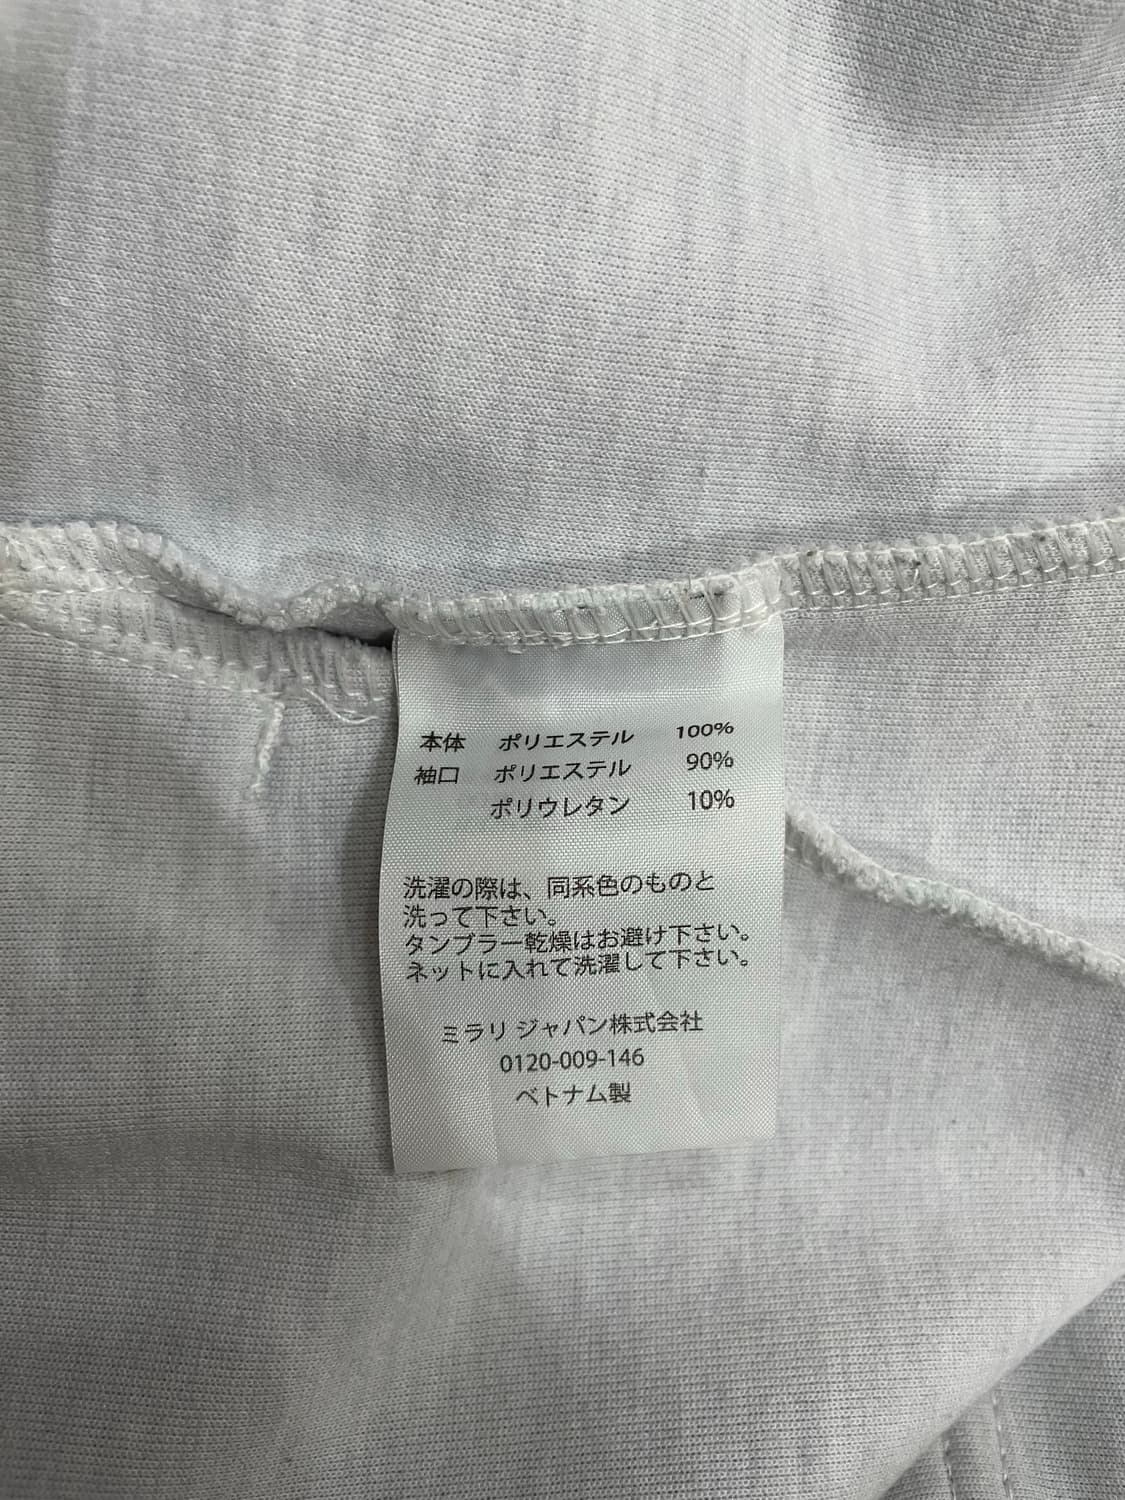 本体 ポリエステル 100%
袖口 ポリエステル 90%
ポリウレタン 10%
洗濯の際は、同系色のものと
洗って下さい。
タンブラー乾燥はお避け下さい。
ネットに入れて洗濯して下さい。
ミラリ ジャパン株式会社
0120-009-146
ベトナム製